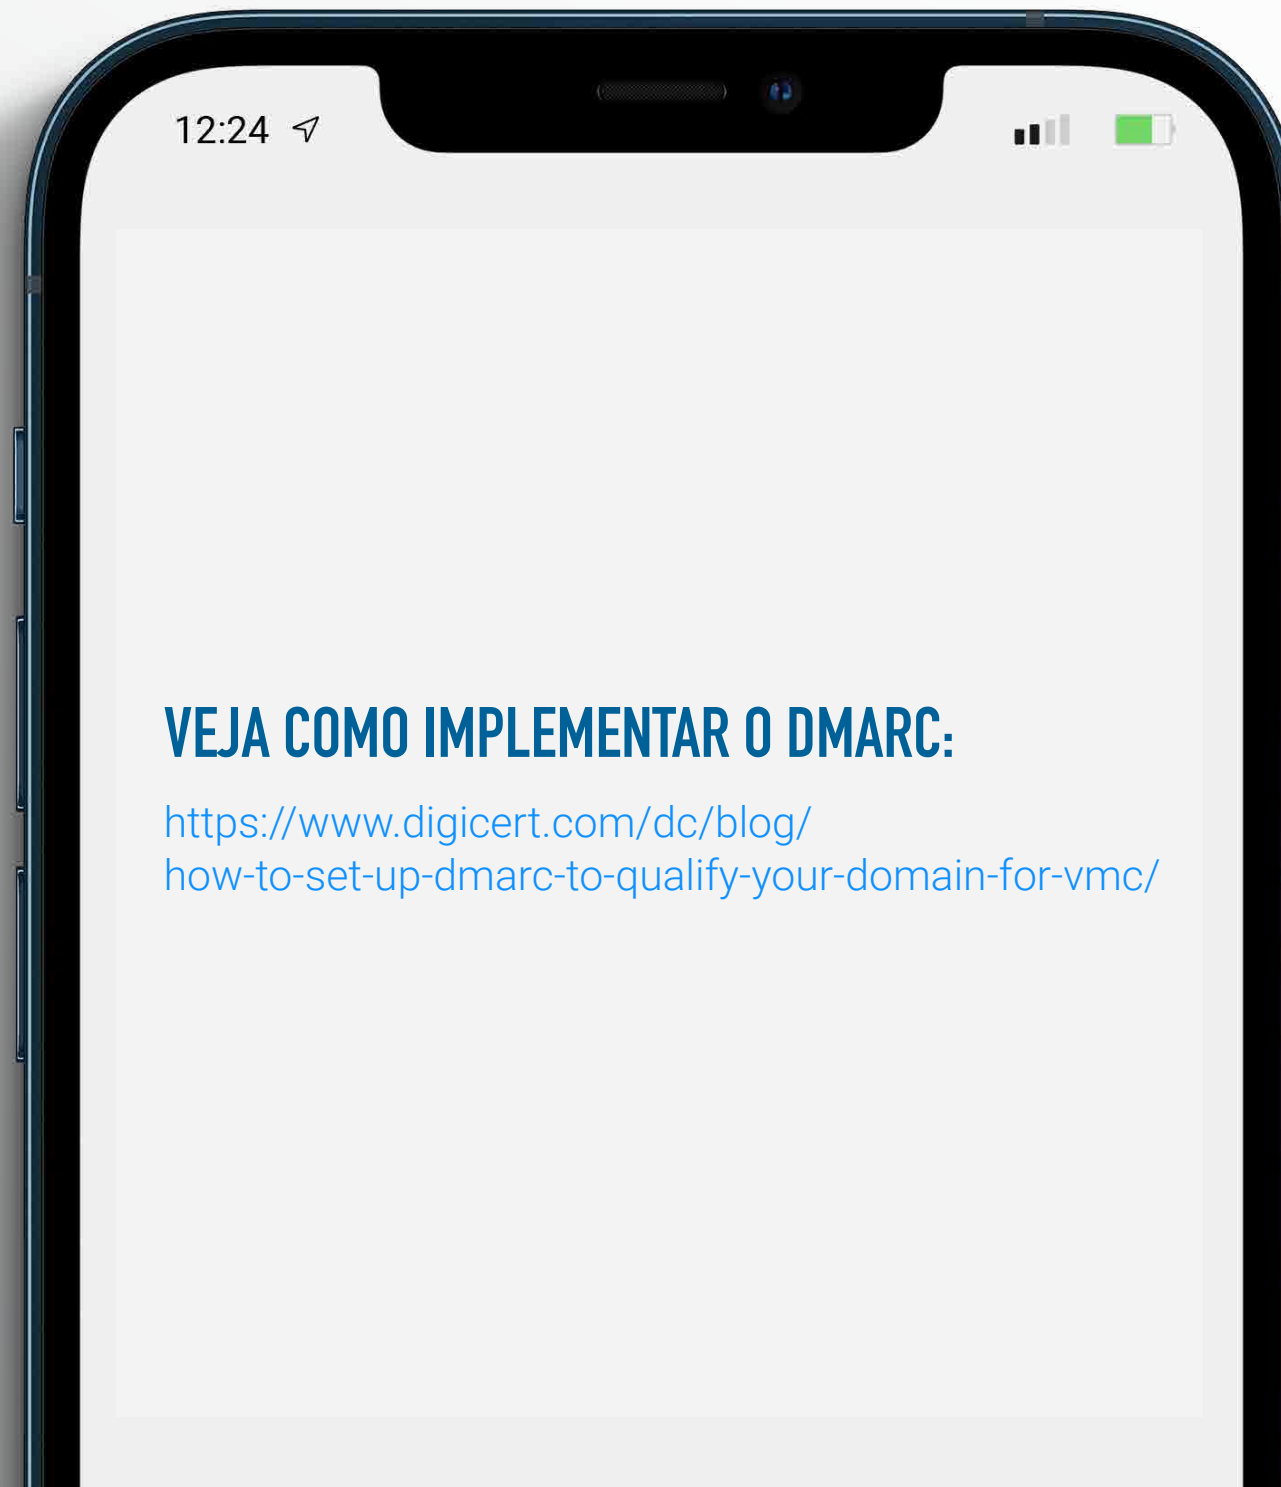 12:24
VEJA COMO IMPLEMENTAR O DMARC:
https://www.digicert.com/dc/blog/
how-to-set-up-dmarc-to-qualify-your-domain-for-vmc/